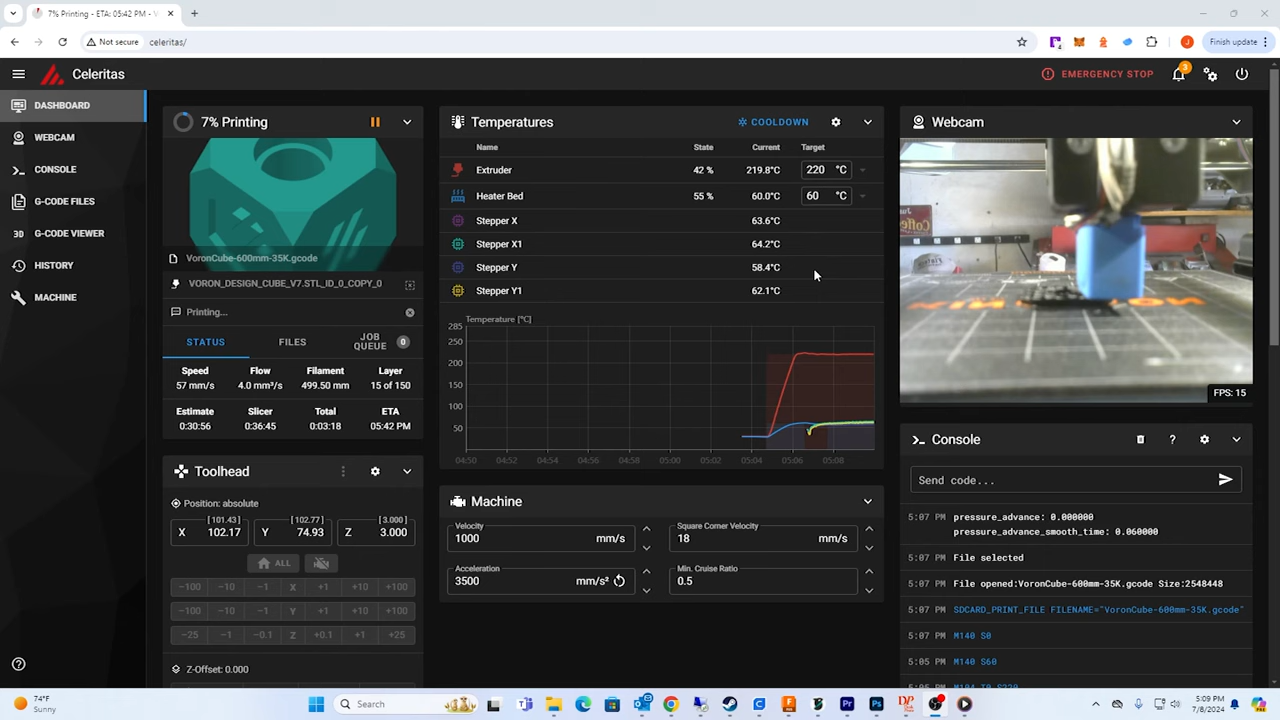 7% Printing - ETA: 05:42 PM - V
Not secure
celeritas/
J
Finish update
Celeritas
EMERGENCY STOP
3
DASHBOARD
WEBCAM
CONSOLE
G-CODE FILES
3D G-CODE VIEWER
HISTORY
MACHINE
7% Printing
VoronCube-600mm-35K.gcode
VORON_DESIGN_CUBE_V7.STL_ID_0_COPY_0
Printing...
STATUS
FILES
JOB QUEUE 0
Speed Flow Filament Layer
57 mm/s 4.0 mm³/s 499.50 mm 15 of 150
Estimate Slicer Total ETA
0:30:56 0:36:45 0:03:18 05:42 PM
Toolhead
Position: absolute
[101.43] [102.77] [3.000]
X 102.17 Y 74.93 Z 3.000
ALL
-100 -10 -1 X +1 +10 +100
-100 -10 -1 Y +1 +10 +100
-25 -1 -0.1 Z +0.1 +1 +25
Z-Offset: 0.000
Temperatures
COOLDOWN
Name State Current Target
Extruder 42 % 219.8°C 220 °C
Heater Bed 55 % 60.0°C 60 °C
Stepper X 63.6°C
Stepper X1 64.2°C
Stepper Y 58.4°C
Stepper Y1 62.1°C
Temperature [°C]
285
250
200
150
100
50
04:50 04:52 04:54 04:56 04:58 05:00 05:02 05:04 05:06 05:08
Machine
Velocity
1000 mm/s
Square Corner Velocity
18 mm/s
Acceleration
3500 mm/s²
Min. Cruise Ratio
0.5
Webcam
FPS: 15
Console
Send code...
5:07 PM pressure_advance: 0.000000
pressure_advance_smooth_time: 0.060000
5:07 PM File selected
5:07 PM File opened:VoronCube-600mm-35K.gcode Size:2548448
5:07 PM SDCARD_PRINT_FILE FILENAME="VoronCube-600mm-35K.gcode"
5:07 PM M140 S0
5:05 PM M140 S60
5:05 PM M104 T0 S220
74°F
Sunny
Search
5:09 PM
7/8/2024